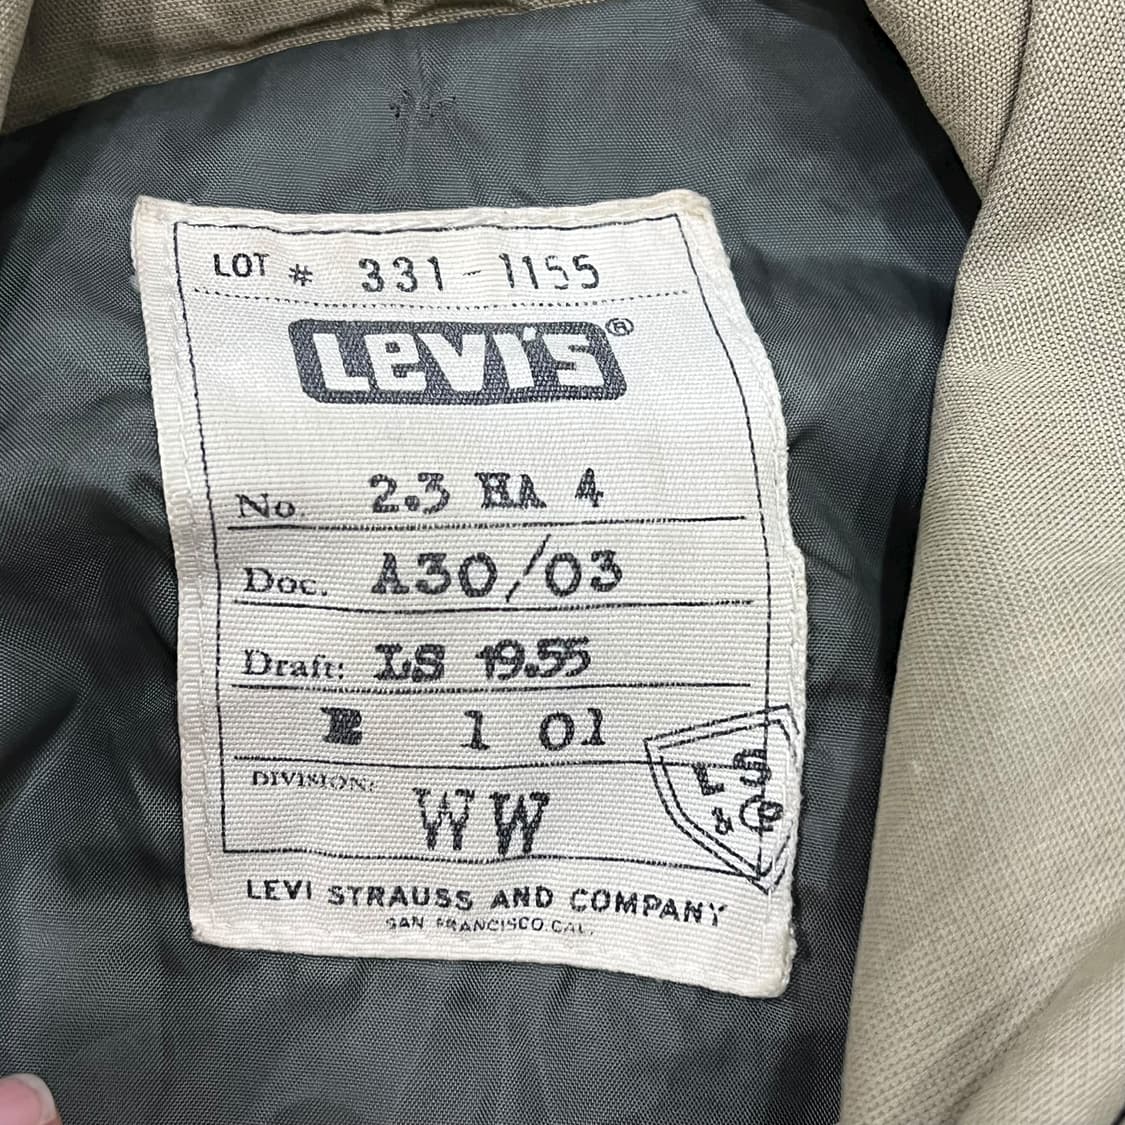 LOT # 331-1155
LEVI'S®
No. 2.3 HA 4
Doc. A30/03
Draft: LS 19.55
E 1 01
DIVISION: WW
LS
& Co
LEVI STRAUSS AND COMPANY
SAN FRANCISCO.CAL.